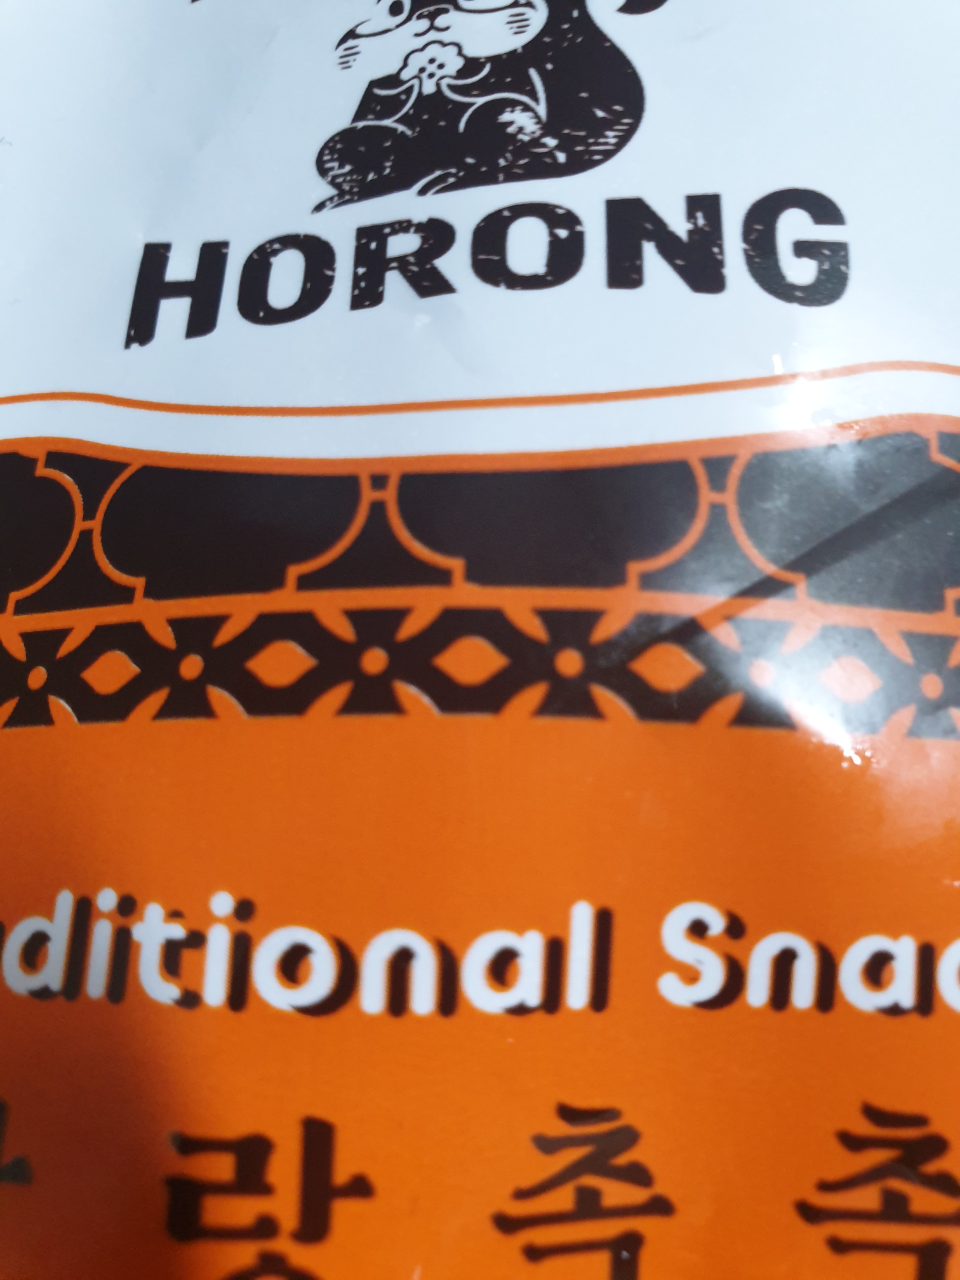 HORONG
ditional Snac
랑 촉 촉